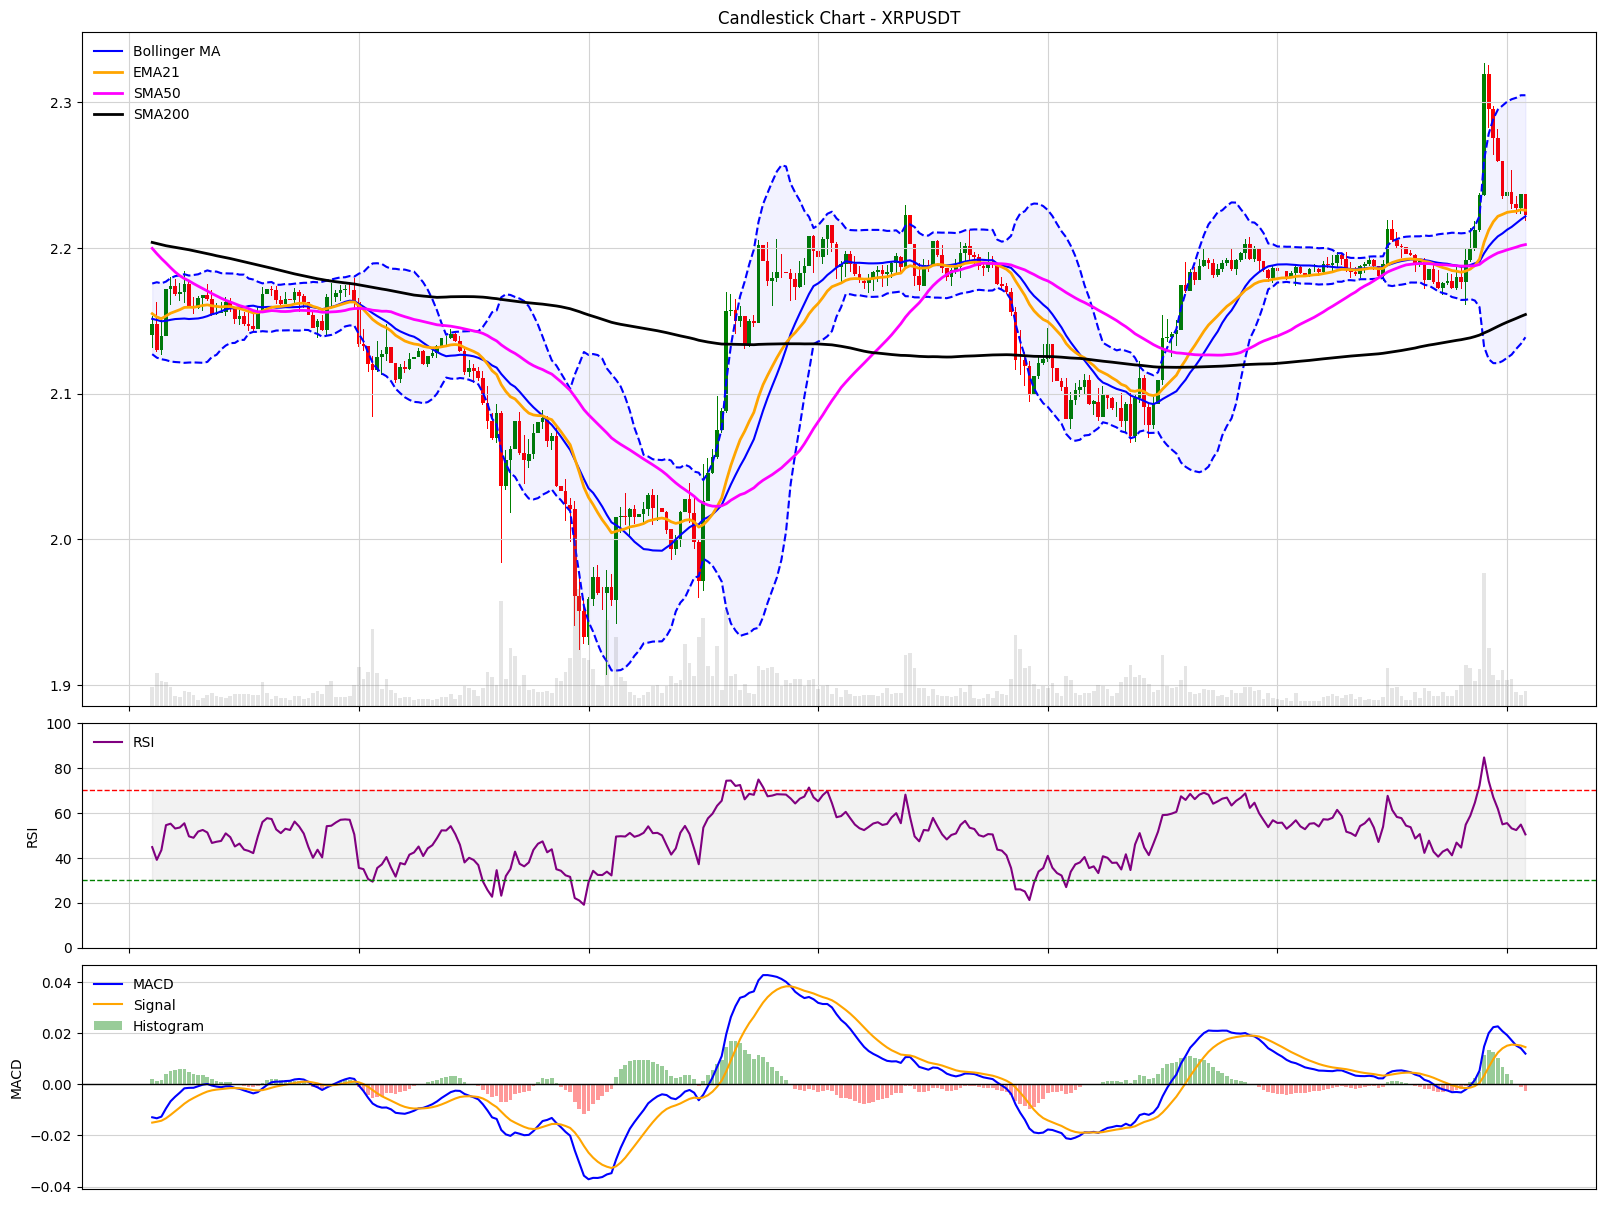 Candlestick Chart - XRPUSDT
Bollinger MA
EMA21
SMA50
SMA200
2.3
2.2
2.1
2.0
1.9
RSI
100
80
60
40
20
0
RSI
MACD
Signal
Histogram
0.04
0.02
0.00
−0.02
−0.04
MACD